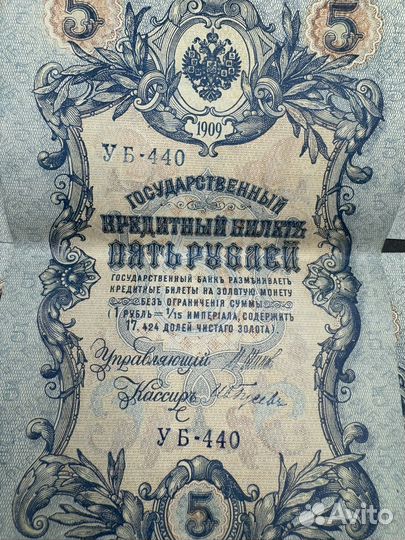 5 5
1909
УБ-440
ГОСУДАРСТВЕННЫЙ
КРЕДИТНЫЙ БИЛЕТЪ
ПЯТЬ РУБЛЕЙ
ГОСУДАРСТВЕННЫЙ БАНКЪ РАЗМѢНИВАЕТЪ
КРЕДИТНЫЕ БИЛЕТЫ НА ЗОЛОТУЮ МОНЕТУ
БЕЗЪ ОГРАНИЧЕНІЯ СУММЫ
(1 РУБЛЬ = 1/15 ИМПЕРІАЛА, СОДЕРЖИТЪ
17,424 ДОЛЕЙ ЧИСТАГО ЗОЛОТА).
Управляющій
Кассиръ
УБ-440
5
Avito